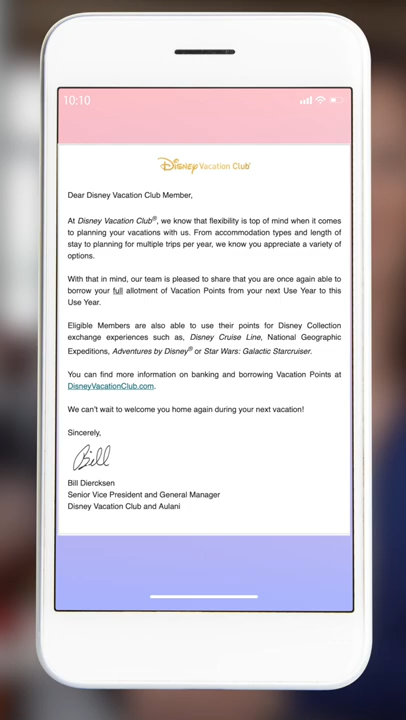 10:10
Disney Vacation Club®
Dear Disney Vacation Club Member,
At Disney Vacation Club®, we know that flexibility is top of mind when it comes
to planning your vacations with us. From accommodation types and length of
stay to planning for multiple trips per year, we know you appreciate a variety of
options.
With that in mind, our team is pleased to share that you are once again able to
borrow your full allotment of Vacation Points from your next Use Year to this
Use Year.
Eligible Members are also able to use their points for Disney Collection
exchange experiences such as, Disney Cruise Line, National Geographic
Expeditions, Adventures by Disney® or Star Wars: Galactic Starcruiser.
You can find more information on banking and borrowing Vacation Points at
DisneyVacationClub.com.
We can't wait to welcome you home again during your next vacation!
Sincerely,
Bill
Bill Diercksen
Senior Vice President and General Manager
Disney Vacation Club and Aulani